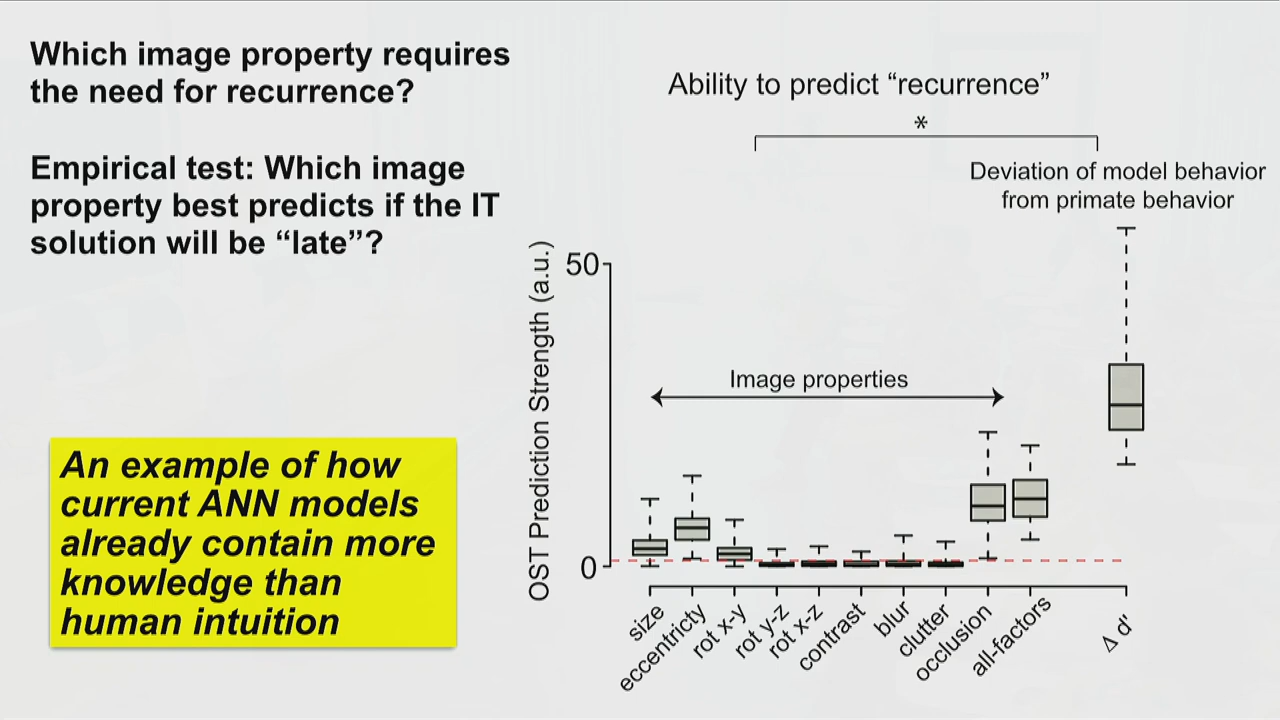 Which image property requires
the need for recurrence?
Empirical test: Which image
property best predicts if the IT
solution will be “late”?
An example of how
current ANN models
already contain more
knowledge than
human intuition
Ability to predict “recurrence”
*
Deviation of model behavior
from primate behavior
OST Prediction Strength (a.u.)
50
0
Image properties
size
eccentricty
rot x-y
rot y-z
rot x-z
contrast
blur
clutter
occlusion
all-factors
Δ d'